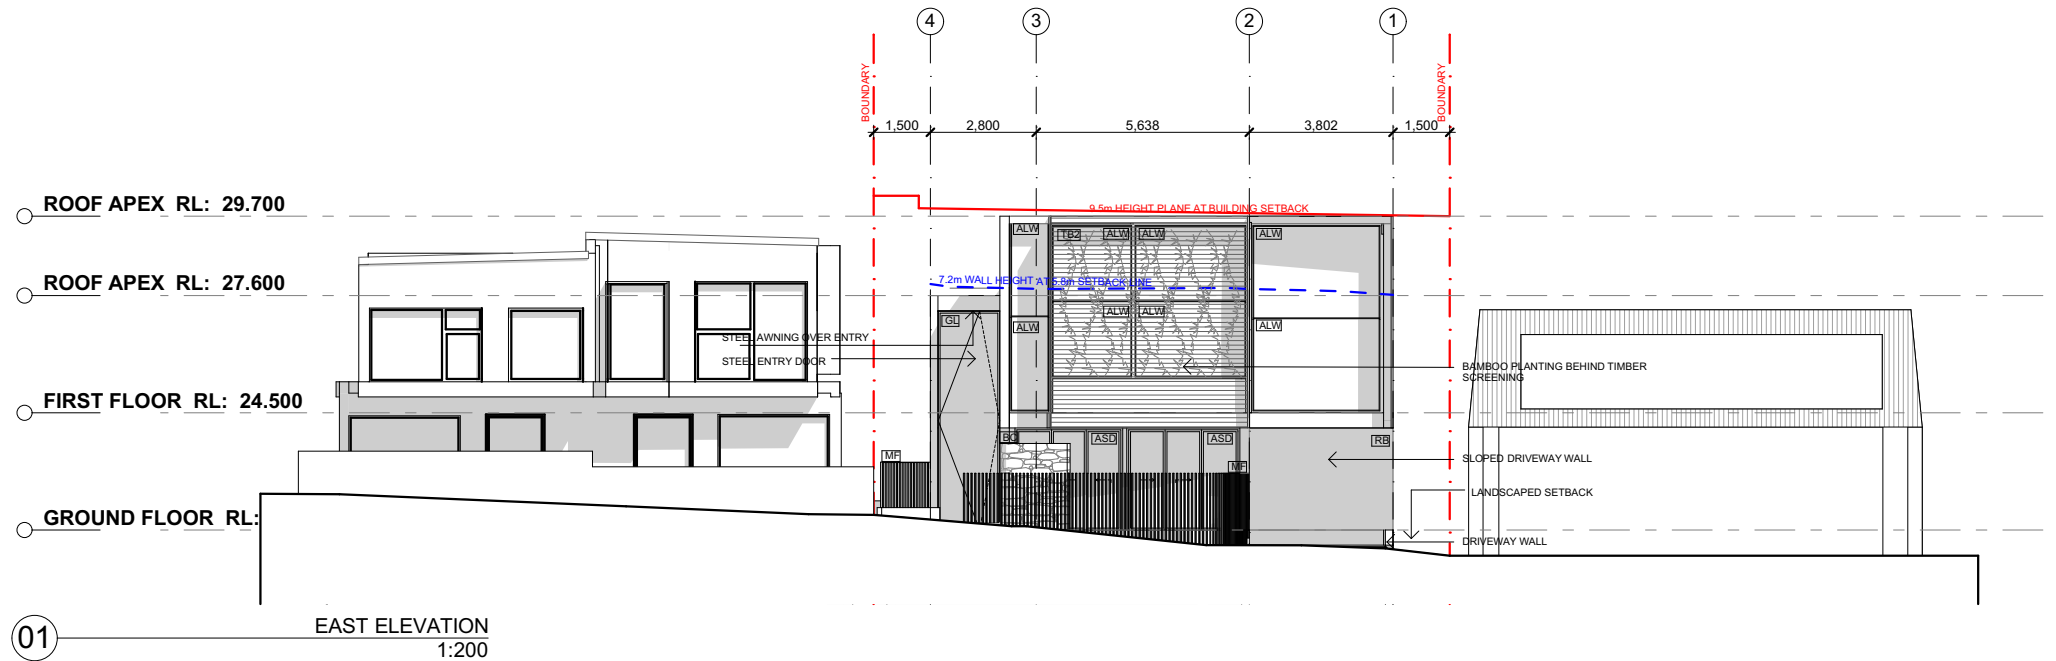 4 3 2 1
BOUNDARY
BOUNDARY
1,500 2,800 5,638 3,802 1,500
ROOF APEX RL: 29.700
9.5m HEIGHT PLANE AT BUILDING SETBACK
ALW TB2 ALW ALW ALW
ROOF APEX RL: 27.600
7.2m WALL HEIGHT AT 5.8m SETBACK LINE
GL ALW ALW ALW ALW
STEEL AWNING OVER ENTRY
STEEL ENTRY DOOR
BAMBOO PLANTING BEHIND TIMBER
SCREENING
FIRST FLOOR RL: 24.500
BG ASD ASD RB
MF MF
SLOPED DRIVEWAY WALL
LANDSCAPED SETBACK
GROUND FLOOR RL:
DRIVEWAY WALL
01
EAST ELEVATION
1:200